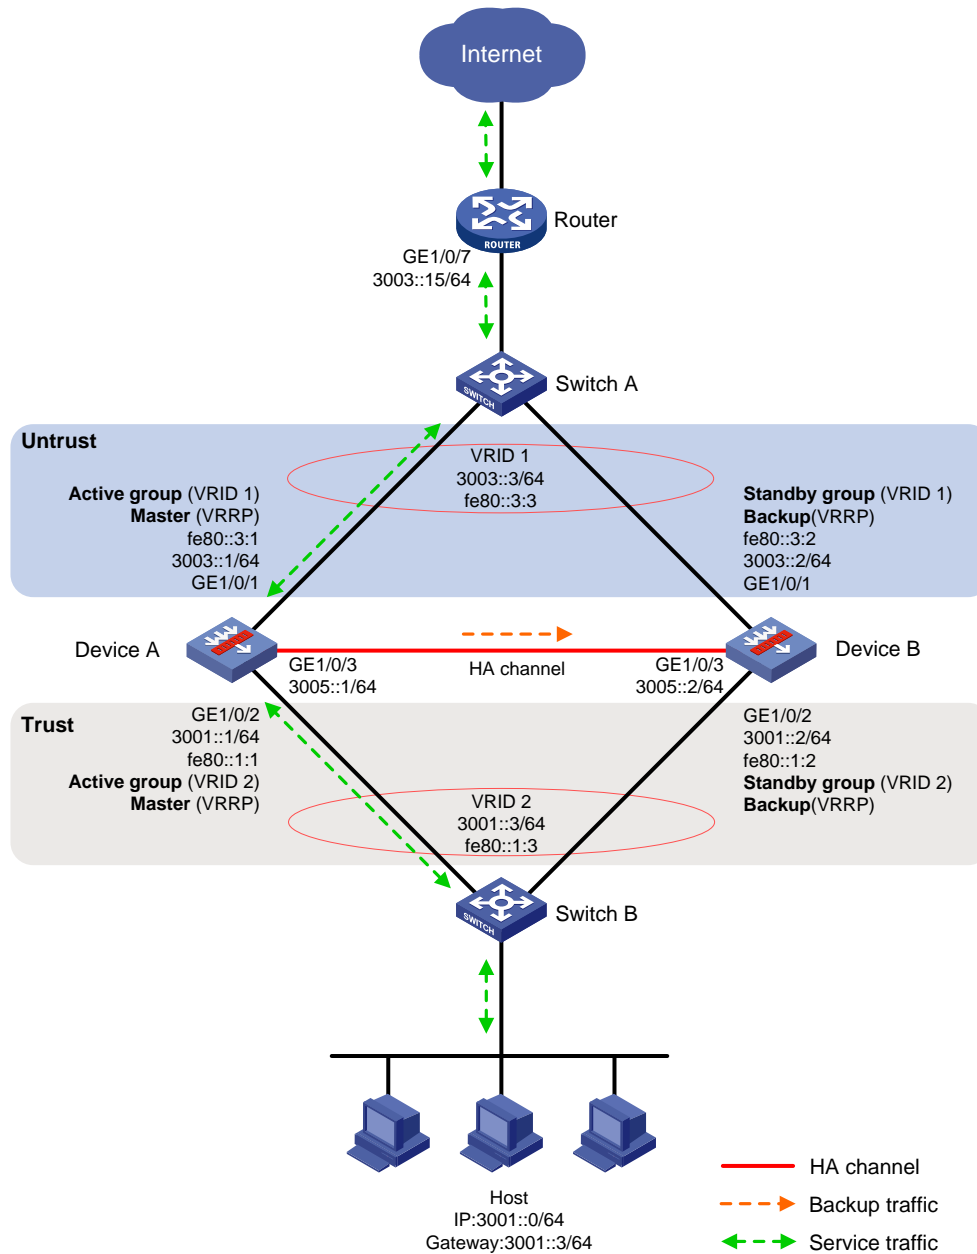 Internet
Router
ROUTER
GE1/0/7
3003::15/64
Switch A
SWITCH
Untrust
VRID 1
3003::3/64
fe80::3:3
Active group (VRID 1)
Master (VRRP)
fe80::3:1
3003::1/64
GE1/0/1
Standby group (VRID 1)
Backup(VRRP)
fe80::3:2
3003::2/64
GE1/0/1
Device A
GE1/0/3
3005::1/64
HA channel
GE1/0/3
3005::2/64
Device B
Trust
GE1/0/2
3001::1/64
fe80::1:1
Active group (VRID 2)
Master (VRRP)
VRID 2
3001::3/64
fe80::1:3
GE1/0/2
3001::2/64
fe80::1:2
Standby group (VRID 2)
Backup(VRRP)
Switch B
SWITCH
Host
IP:3001::0/64
Gateway:3001::3/64
HA channel
Backup traffic
Service traffic